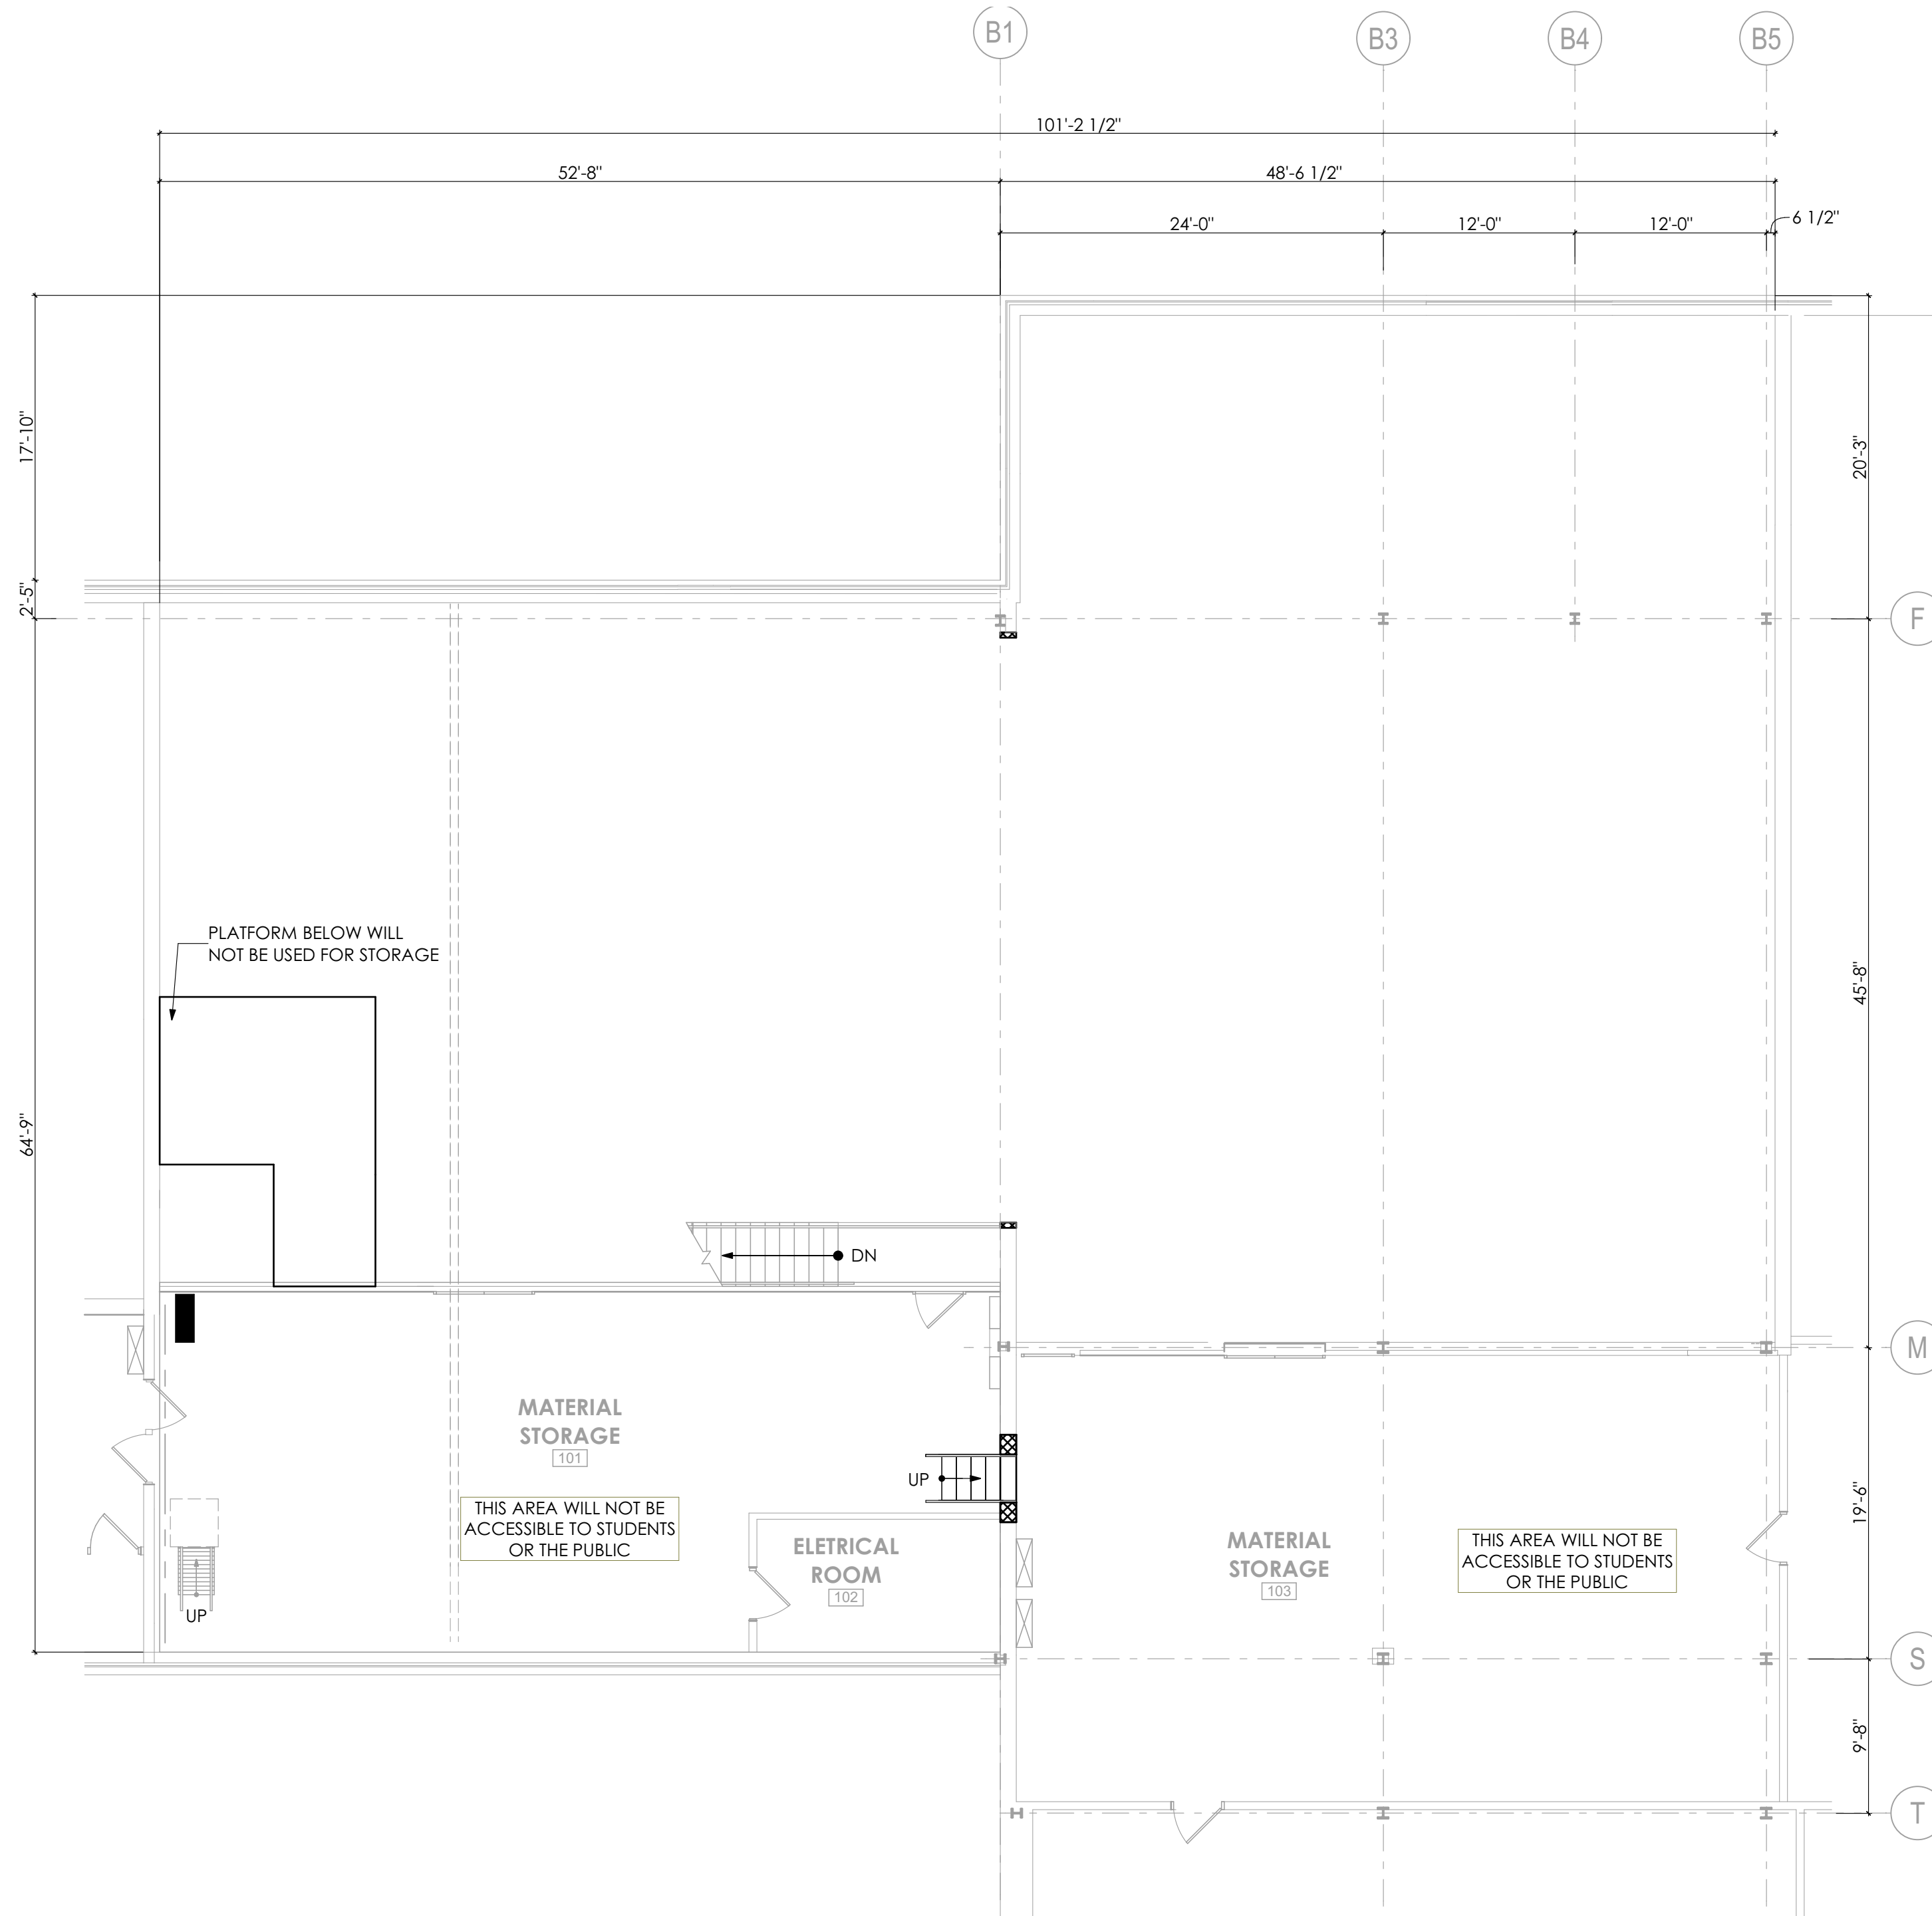 B1
B3
B4
B5
101'-2 1/2"
52'-8"
48'-6 1/2"
24'-0"
12'-0"
12'-0"
6 1/2"
17'-10"
20'-3"
2'-5"
F
PLATFORM BELOW WILL
NOT BE USED FOR STORAGE
45'-8"
64'-9"
DN
M
MATERIAL
STORAGE
101
UP
THIS AREA WILL NOT BE
ACCESSIBLE TO STUDENTS
OR THE PUBLIC
ELETRICAL
ROOM
102
MATERIAL
STORAGE
103
THIS AREA WILL NOT BE
ACCESSIBLE TO STUDENTS
OR THE PUBLIC
19'-6"
UP
S
9'-8"
T